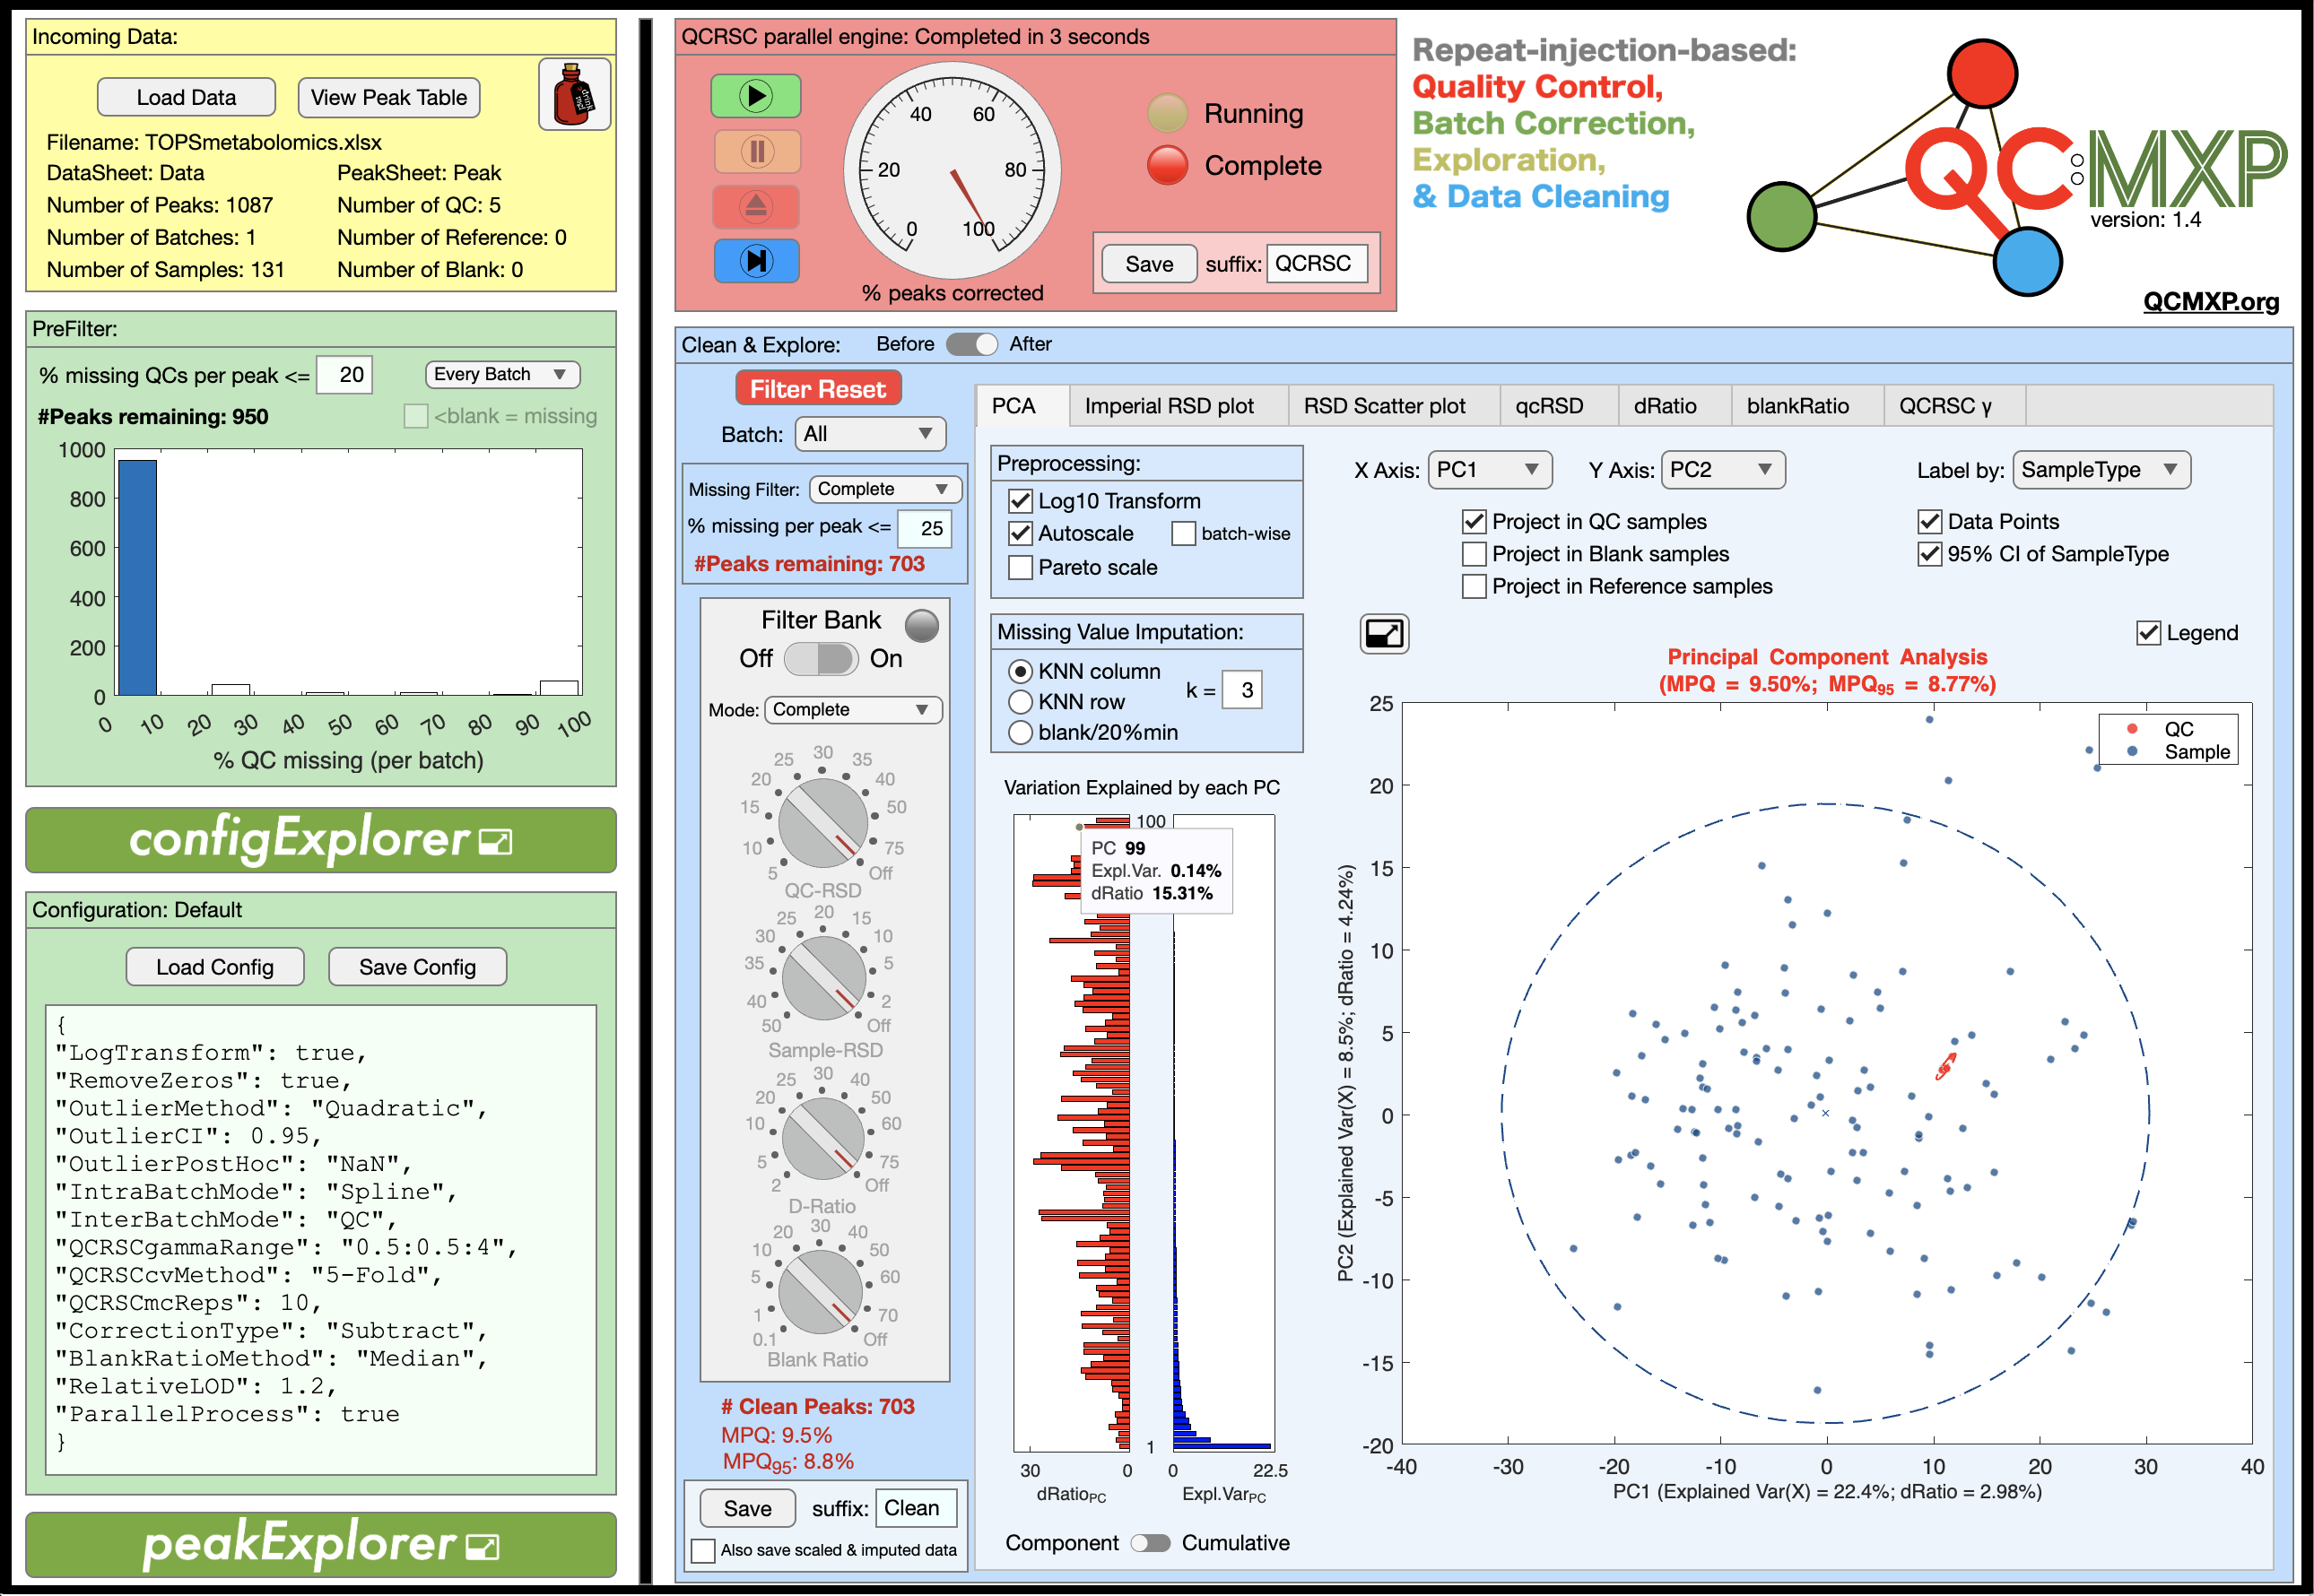 Incoming Data:
Load Data
View Peak Table
Filename: TOPSmetabolomics.xlsx
DataSheet: Data
PeakSheet: Peak
Number of Peaks: 1087
Number of QC: 5
Number of Batches: 1
Number of Reference: 0
Number of Samples: 131
Number of Blank: 0
PreFilter:
% missing QCs per peak <= 20
Every Batch
#Peaks remaining: 950
<blank = missing
1000
800
600
400
200
0
0 10 20 30 40 50 60 70 80 90 100
% QC missing (per batch)
configExplorer
Configuration: Default
Load Config
Save Config
{
"LogTransform": true,
"RemoveZeros": true,
"OutlierMethod": "Quadratic",
"OutlierCI": 0.95,
"OutlierPostHoc": "NaN",
"IntraBatchMode": "Spline",
"InterBatchMode": "QC",
"QCRSCgammaRange": "0.5:0.5:4",
"QCRSCcvMethod": "5-Fold",
"QCRSCmcReps": 10,
"CorrectionType": "Subtract",
"BlankRatioMethod": "Median",
"RelativeLOD": 1.2,
"ParallelProcess": true
}
peakExplorer
QCRSC parallel engine: Completed in 3 seconds
0 20 40 60 80 100
% peaks corrected
Running
Complete
Save suffix: QCRSC
Repeat-injection-based:
Quality Control,
Batch Correction,
Exploration,
& Data Cleaning
QC:MXP
version: 1.4
QCMXP.org
Clean & Explore: Before After
Filter Reset
Batch: All
Missing Filter: Complete
% missing per peak <= 25
#Peaks remaining: 703
Filter Bank
Off On
Mode: Complete
5 10 15 20 25 30 35 40 50 75 Off
QC-RSD
50 40 35 30 25 20 15 10 5 2 Off
Sample-RSD
2 5 10 20 25 30 40 50 60 75 Off
D-Ratio
0.1 1 5 10 20 30 40 50 60 70 Off
Blank Ratio
# Clean Peaks: 703
MPQ: 9.5%
MPQ95: 8.8%
Save suffix: Clean
Also save scaled & imputed data
PCA
Imperial RSD plot
RSD Scatter plot
qcRSD
dRatio
blankRatio
QCRSC γ
Preprocessing:
Log10 Transform
Autoscale
batch-wise
Pareto scale
Missing Value Imputation:
KNN column
KNN row
k = 3
blank/20%min
Variation Explained by each PC
100
PC 99
Expl.Var. 0.14%
dRatio 15.31%
1
30 0
0 22.5
dRatioPC
Expl.VarPC
Component Cumulative
X Axis: PC1
Y Axis: PC2
Label by: SampleType
Project in QC samples
Project in Blank samples
Project in Reference samples
Data Points
95% CI of SampleType
Legend
Principal Component Analysis
(MPQ = 9.50%; MPQ95 = 8.77%)
QC
Sample
25
20
15
10
5
0
-5
-10
-15
-20
PC2 (Explained Var(X) = 8.5%; dRatio = 4.24%)
-40 -30 -20 -10 0 10 20 30 40
PC1 (Explained Var(X) = 22.4%; dRatio = 2.98%)